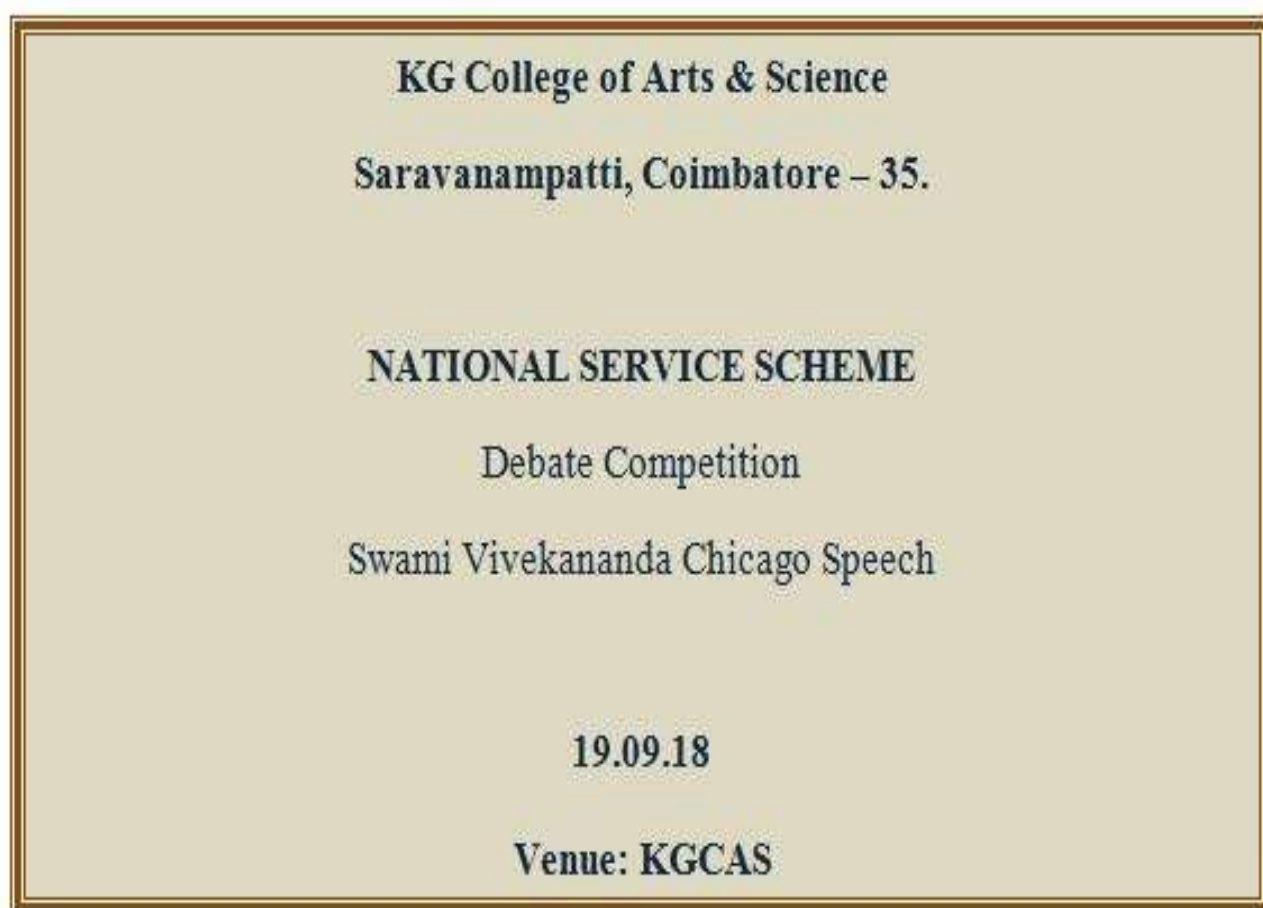 KG College of Arts & Science
Saravanampatti, Coimbatore – 35.
NATIONAL SERVICE SCHEME
Debate Competition
Swami Vivekananda Chicago Speech
19.09.18
Venue: KGCAS